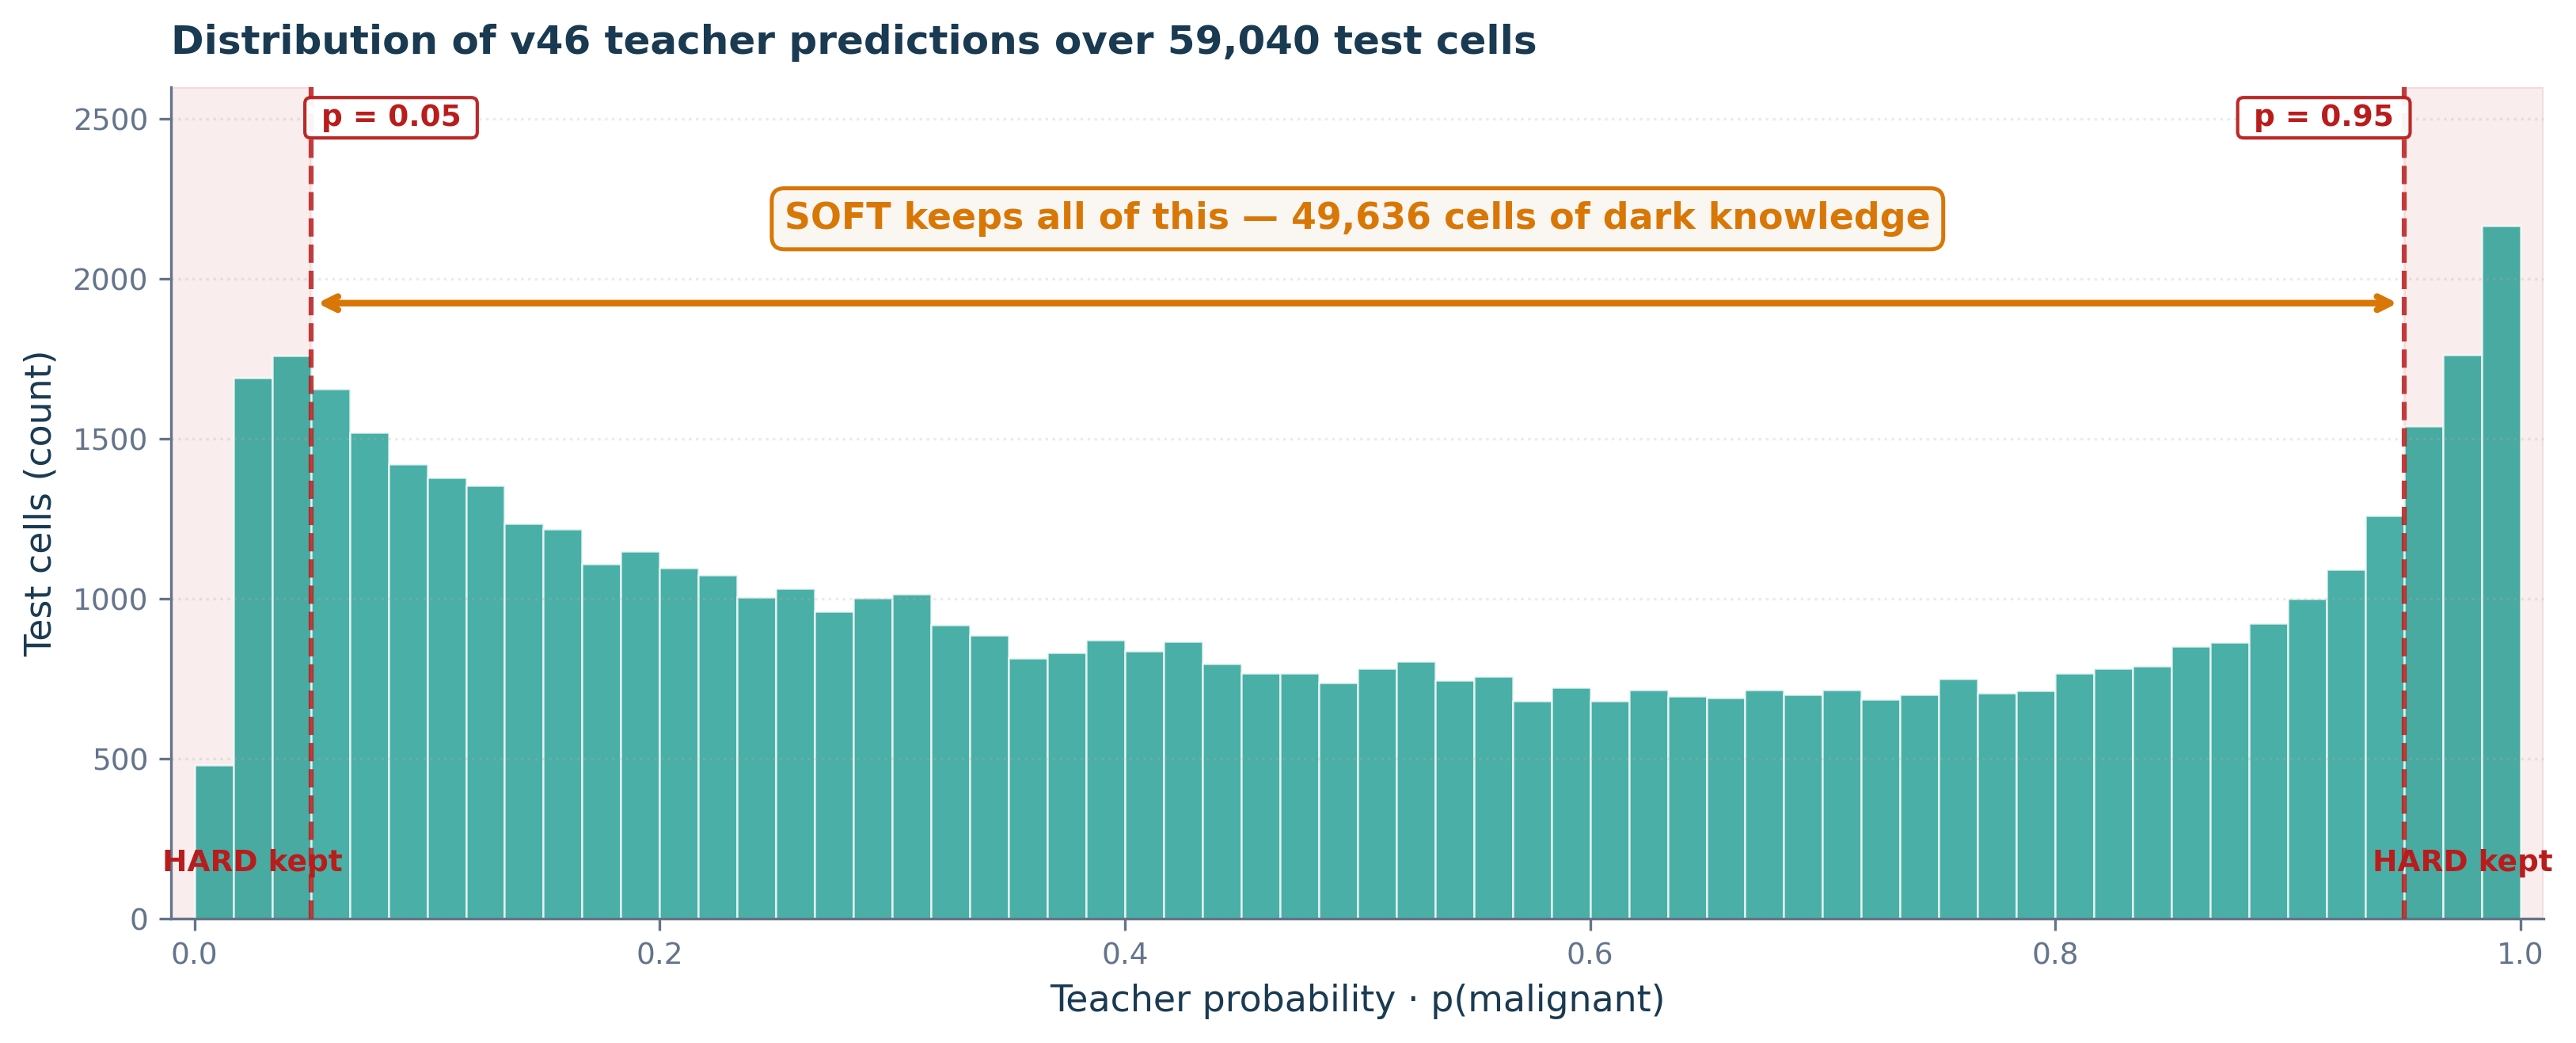 Distribution of v46 teacher predictions over 59,040 test cells
p = 0.05
p = 0.95
SOFT keeps all of this — 49,636 cells of dark knowledge
HARD kept
HARD kept
Test cells (count)
2500
2000
1500
1000
500
0
0.0
0.2
0.4
0.6
0.8
1.0
Teacher probability · p(malignant)